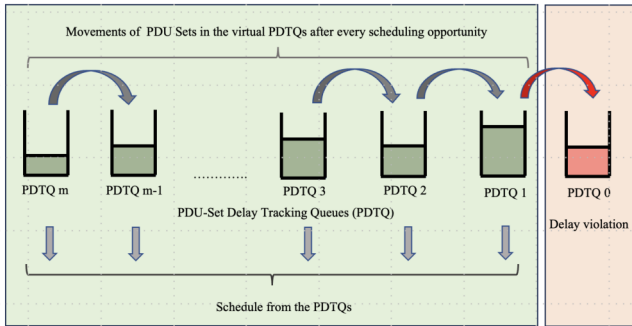 Movements of PDU Sets in the virtual PDTQs after every scheduling opportunity
PDTQ m
PDTQ m-1
..............
PDTQ 3
PDTQ 2
PDTQ 1
PDTQ 0
PDU-Set Delay Tracking Queues (PDTQ)
Delay violation
Schedule from the PDTQs